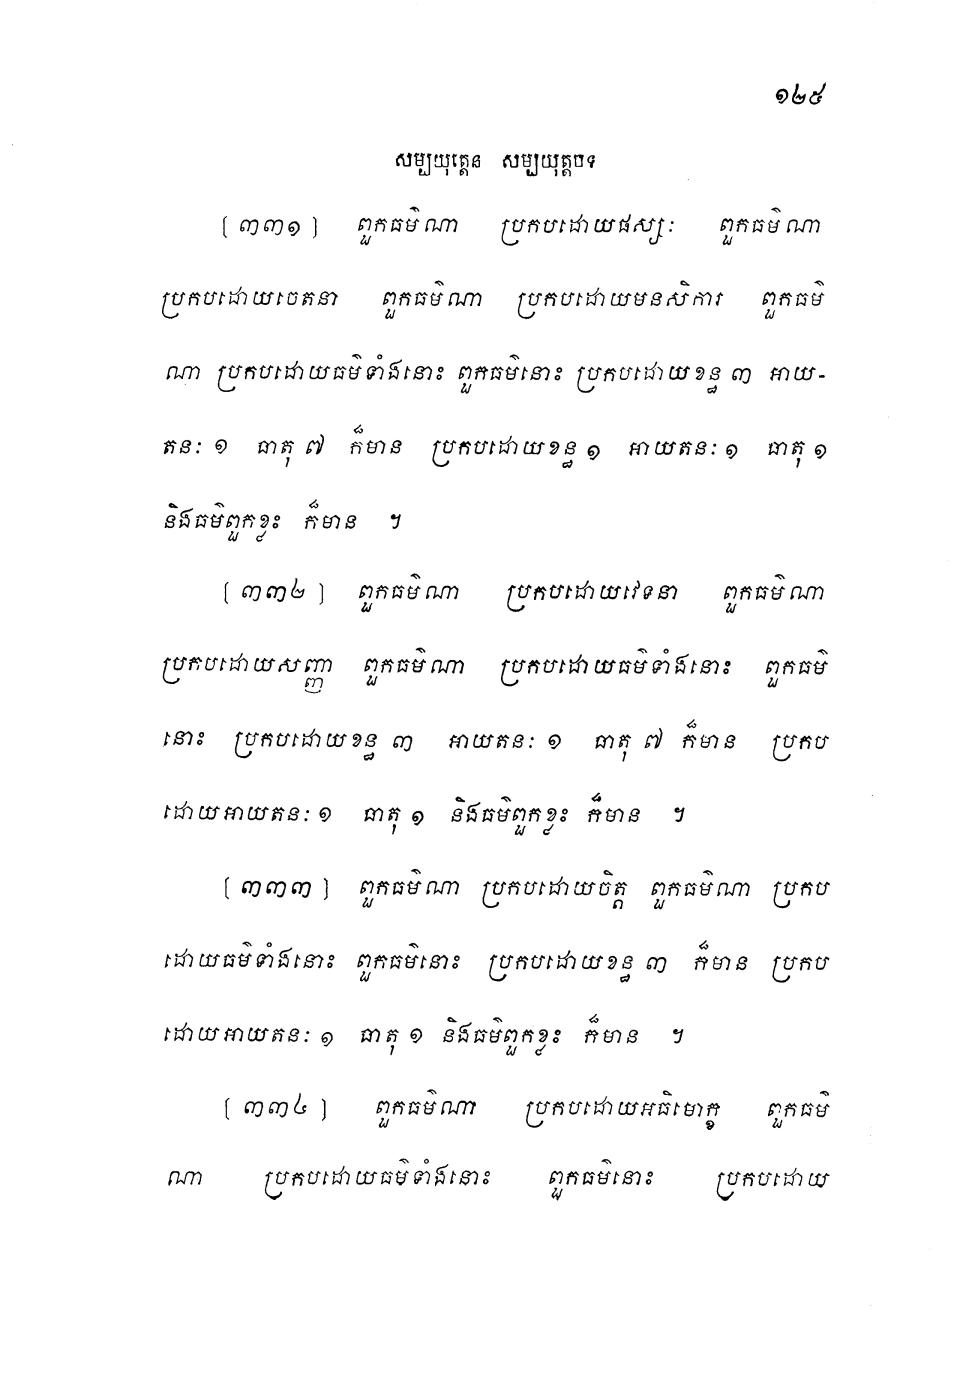 ១២៥
សម្បយុត្តេន សម្បយុត្តបទ
[ ៣៣១ ] ពួកធម៌ណា ប្រកបដោយផស្សៈ ពួកធម៌ណា
ប្រកបដោយចេតនា ពួកធម៌ណា ប្រកបដោយមនសិការ ពួកធម៌
ណា ប្រកបដោយធម៌ទាំងនោះ ពួកធម៌នោះ ប្រកបដោយខន្ធ ៣ អាយ-
តនៈ ១ ធាតុ ៧ ក៏មាន ប្រកបដោយខន្ធ ១ អាយតនៈ ១ ធាតុ ១
និងធម៌ពួកខ្លះ ក៏មាន ។
[ ៣៣២ ] ពួកធម៌ណា ប្រកបដោយវេទនា ពួកធម៌ណា
ប្រកបដោយសញ្ញា ពួកធម៌ណា ប្រកបដោយធម៌ទាំងនោះ ពួកធម៌
នោះ ប្រកបដោយខន្ធ ៣ អាយតនៈ ១ ធាតុ ៧ ក៏មាន ប្រកប
ដោយអាយតនៈ ១ ធាតុ ១ និងធម៌ពួកខ្លះ ក៏មាន ។
[ ៣៣៣ ] ពួកធម៌ណា ប្រកបដោយចិត្ត ពួកធម៌ណា ប្រកប
ដោយធម៌ទាំងនោះ ពួកធម៌នោះ ប្រកបដោយខន្ធ ៣ ក៏មាន ប្រកប
ដោយអាយតនៈ ១ ធាតុ ១ និងធម៌ពួកខ្លះ ក៏មាន ។
[ ៣៣៤ ] ពួកធម៌ណា ប្រកបដោយអធិមោក្ខ ពួកធម៌
ណា ប្រកបដោយធម៌ទាំងនោះ ពួកធម៌នោះ ប្រកបដោយ